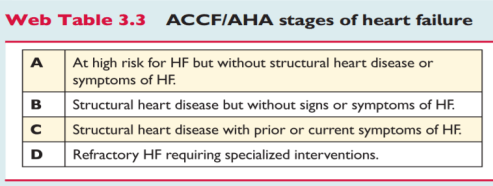 Web Table 3.3 ACCF/AHA stages of heart failure
A At high risk for HF but without structural heart disease or
symptoms of HF.
B Structural heart disease but without signs or symptoms of HF.
C Structural heart disease with prior or current symptoms of HF.
D Refractory HF requiring specialized interventions.